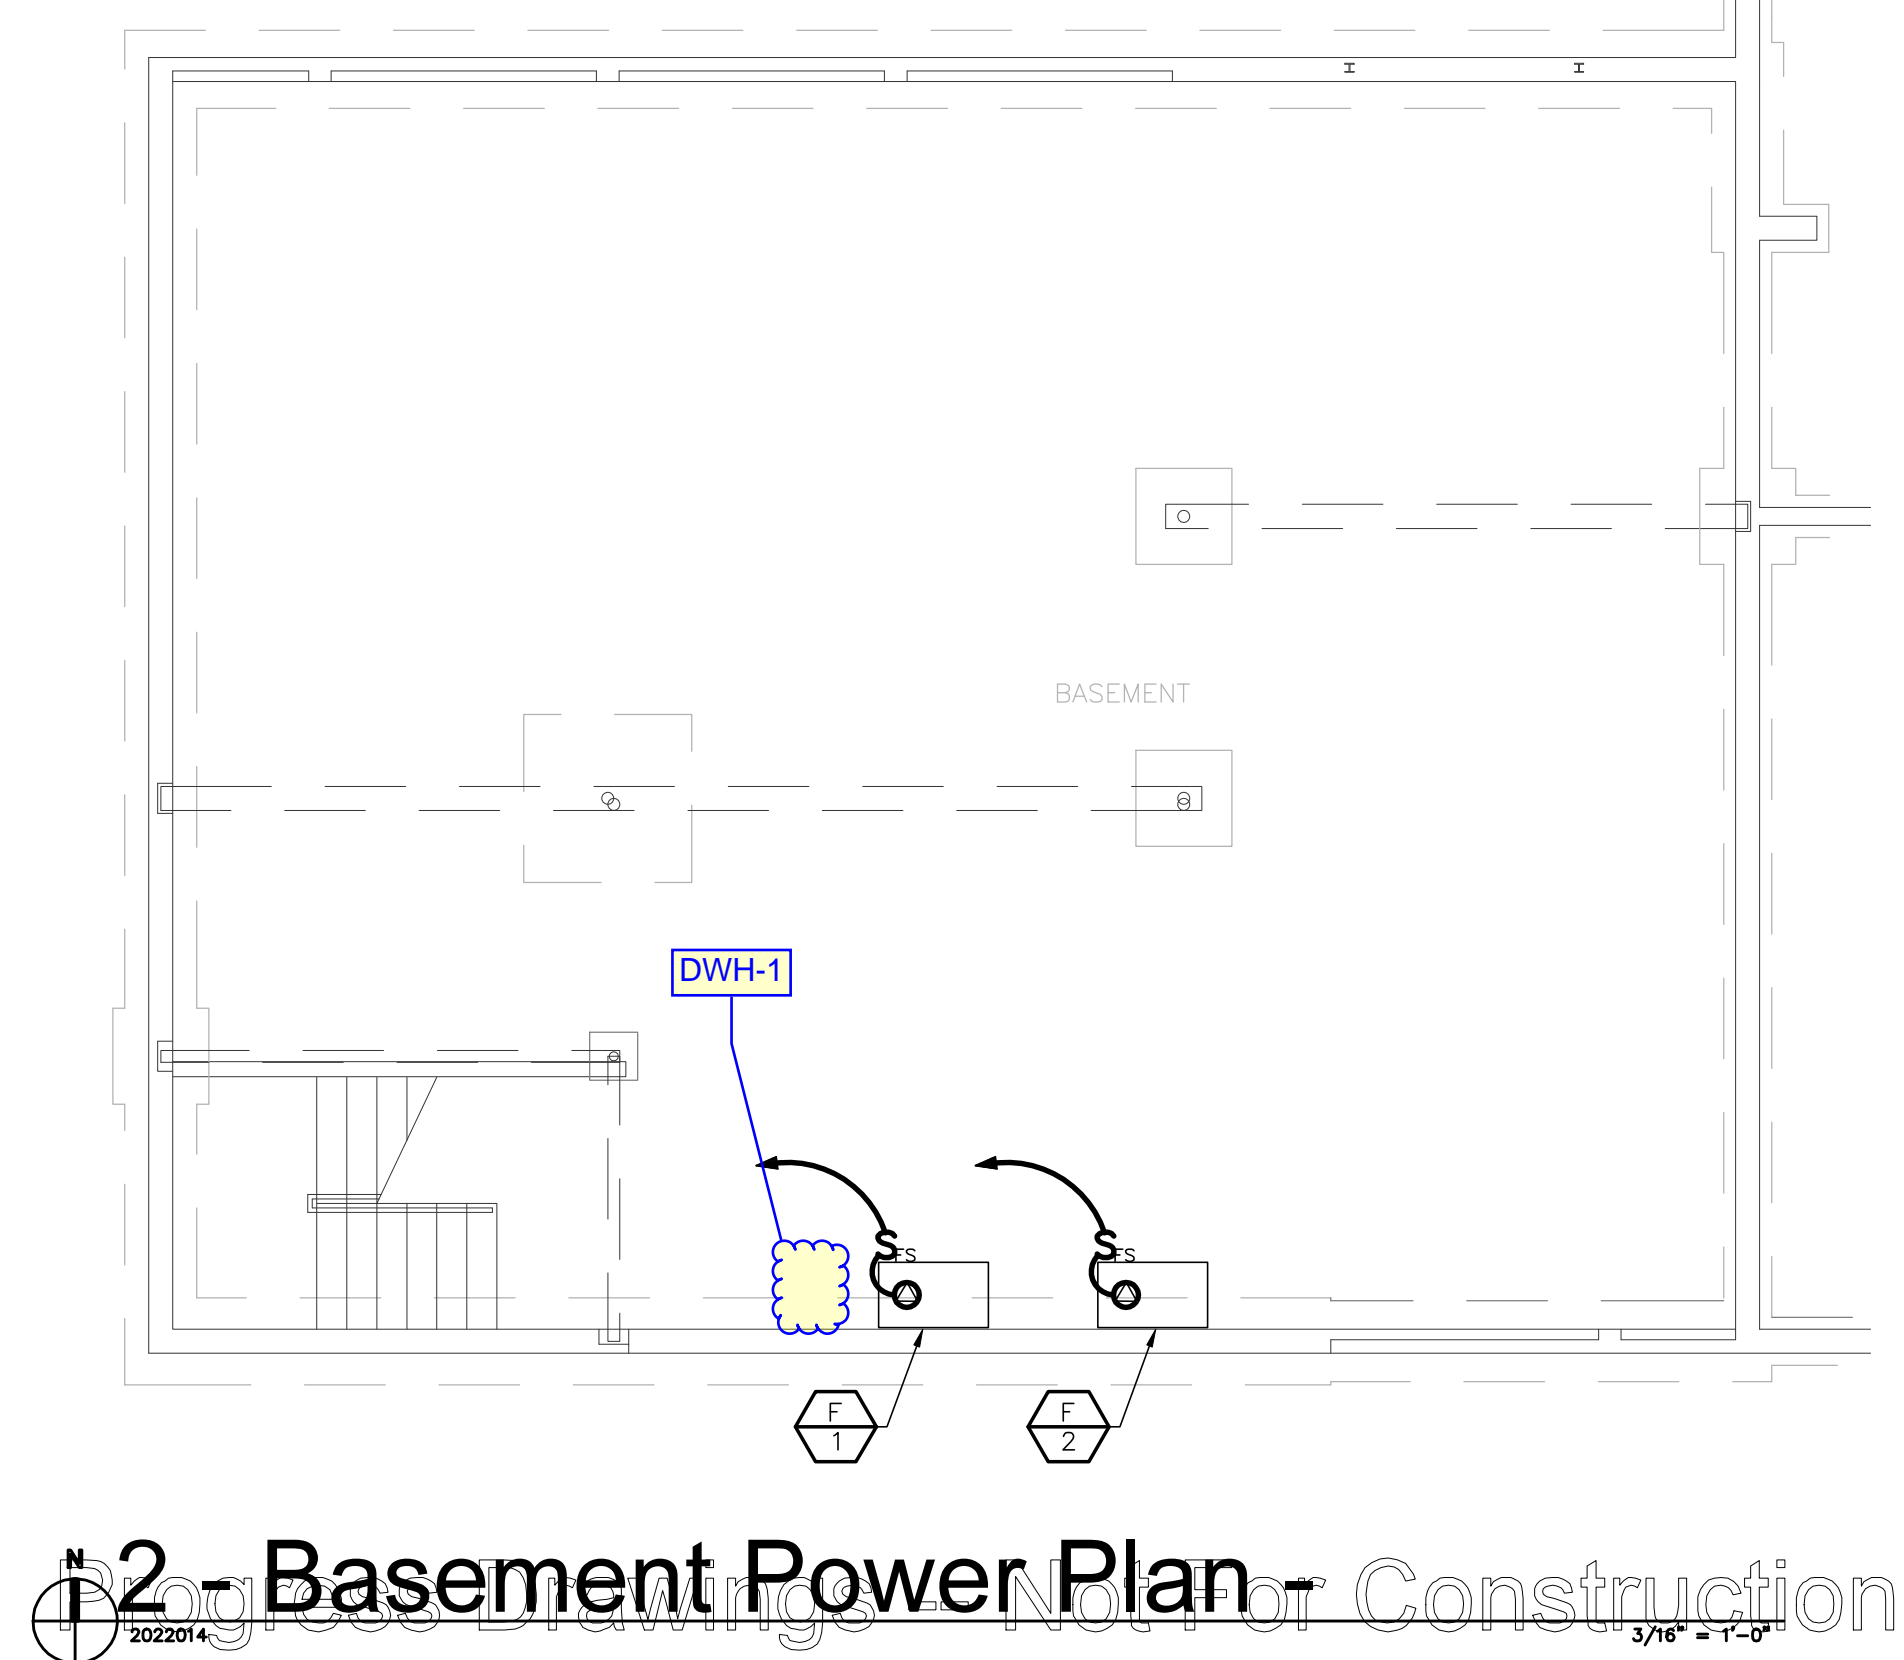 BASEMENT
DWH-1
S FS
S FS
F
1
F
2
N
2 - Basement Power Plan -
Progress Drawings - Not For Construction
2022014
3/16" = 1'-0"